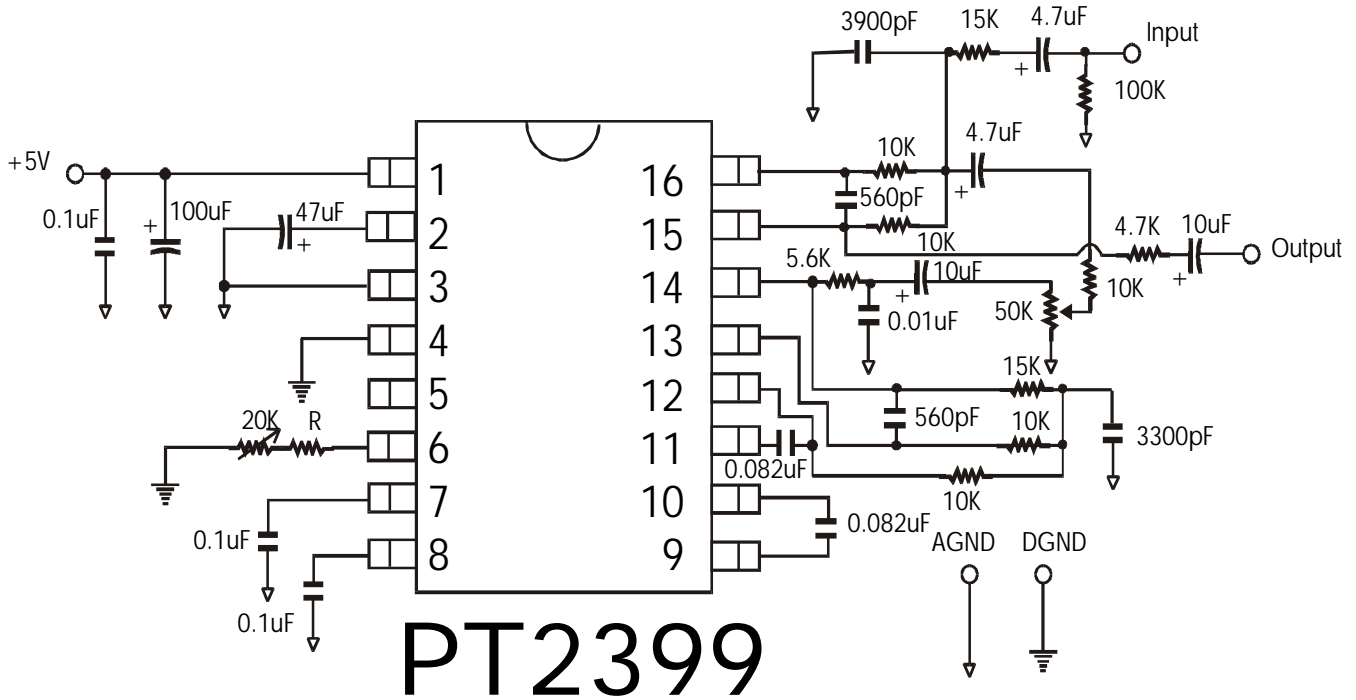 3900pF
15K
4.7uF
Input
100K
+5V
0.1uF
+
100uF
47uF
+
1
2
3
4
5
6
7
8
16
15
14
13
12
11
10
9
20K
R
0.1uF
0.1uF
+
10K
4.7uF
+
560pF
10K
4.7K
10uF
+
Output
5.6K
10uF
+
0.01uF
50K
10K
15K
560pF
10K
3300pF
0.082uF
10K
0.082uF
AGND
DGND
PT2399